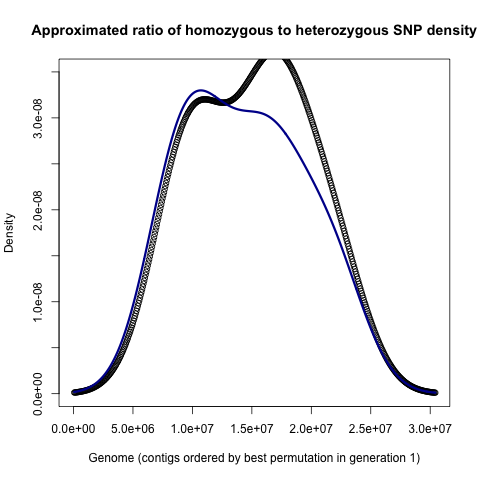 Approximated ratio of homozygous to heterozygous SNP density
Density
3.0e-08
2.0e-08
1.0e-08
0.0e+00
0.0e+00 5.0e+06 1.0e+07 1.5e+07 2.0e+07 2.5e+07 3.0e+07
Genome (contigs ordered by best permutation in generation 1)